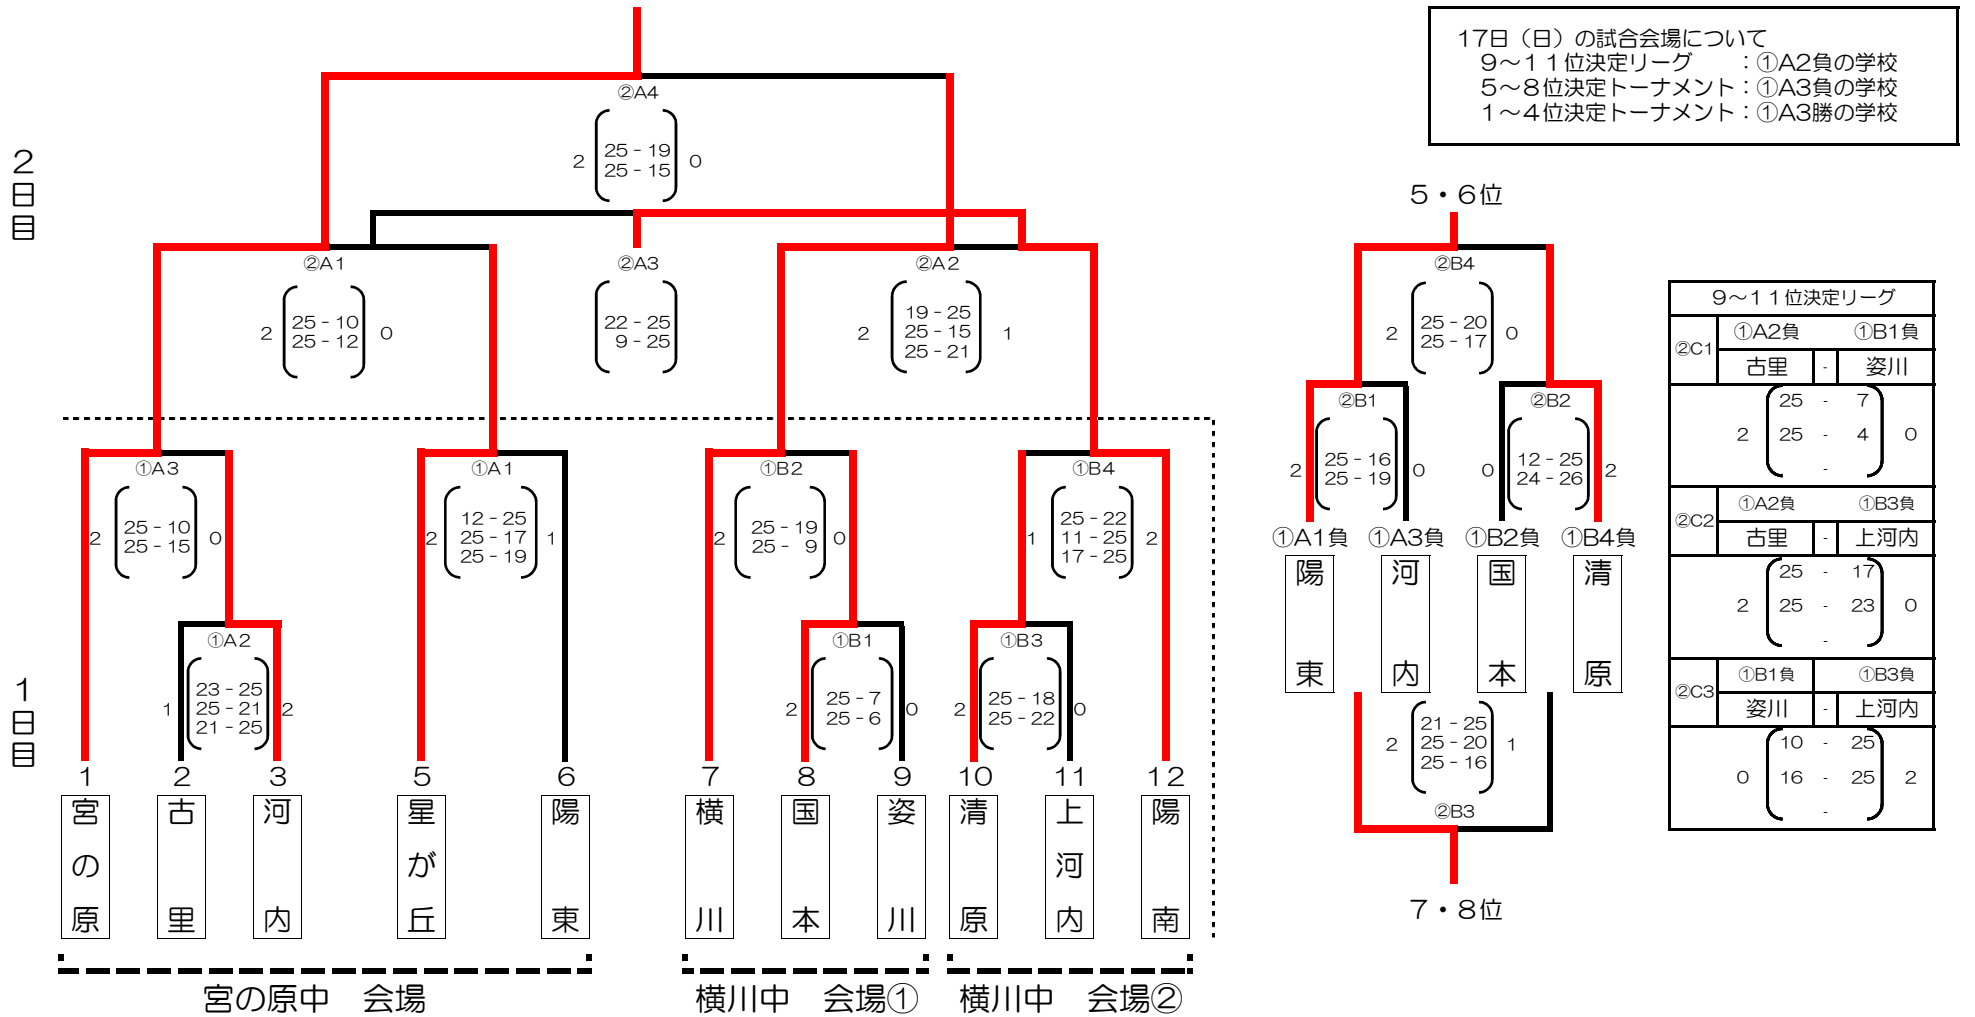 17日（日）の試合会場について
９～１１位決定リーグ　　：①A2負の学校
５～８位決定トーナメント：①A3負の学校
１～４位決定トーナメント：①A3勝の学校
２日目
②A4
2 25 - 19 0
25 - 15
②A1
2 25 - 10 0
25 - 12
②A3
22 - 25
9 - 25
②A2
19 - 25
2 25 - 15 1
25 - 21
１日目
①A3
2 25 - 10 0
25 - 15
①A1
12 - 25
2 25 - 17 1
25 - 19
①B2
2 25 - 19 0
25 - 9
①B4
25 - 22
1 11 - 25 2
17 - 25
①A2
23 - 25
1 25 - 21 2
21 - 25
①B1
2 25 - 7 0
25 - 6
①B3
2 25 - 18 0
25 - 22
1 2 3 5 6 7 8 9 10 11 12
宮の原
古里
河内
星が丘
陽東
横川
国本
姿川
清原
上河内
陽南
宮の原中　会場
横川中　会場①
横川中　会場②
５・６位
②B4
2 25 - 20 0
25 - 17
②B1
2 25 - 16 0
25 - 19
②B2
0 12 - 25 2
24 - 26
①A1負 ①A3負 ①B2負 ①B4負
陽東
河内
国本
清原
21 - 25
2 25 - 20 1
25 - 16
②B3
７・８位
９～１１位決定リーグ
②C1 ①A2負 ①B1負
古里 - 姿川
25 - 7
2 25 - 4 0
-
②C2 ①A2負 ①B3負
古里 - 上河内
25 - 17
2 25 - 23 0
-
②C3 ①B1負 ①B3負
姿川 - 上河内
10 - 25
0 16 - 25 2
-